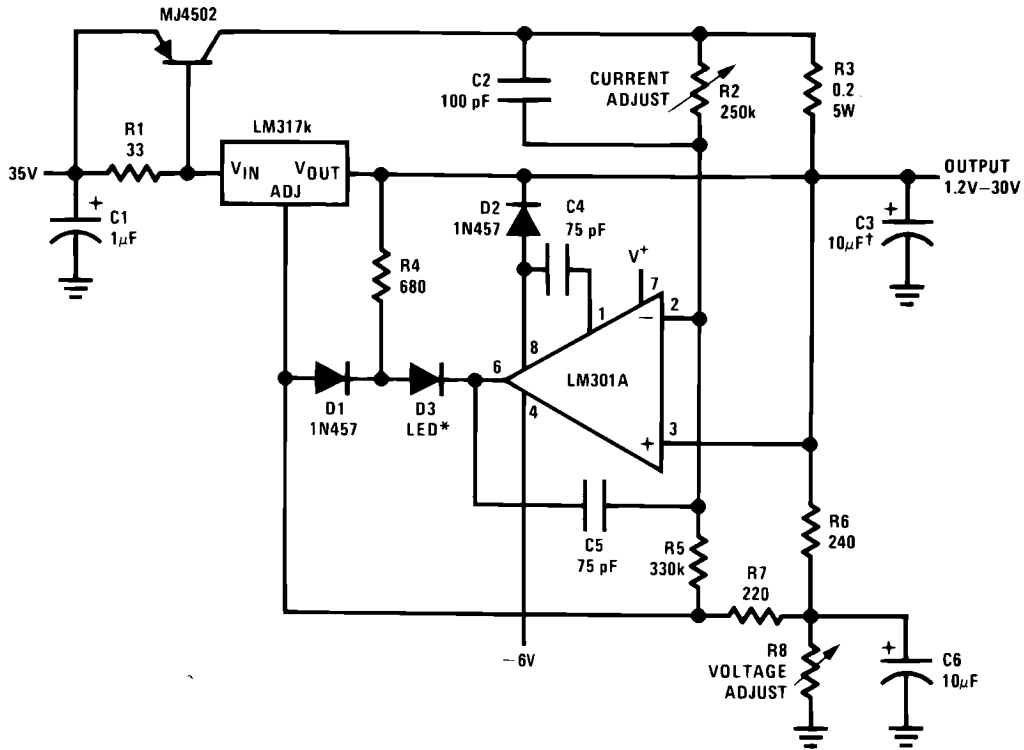 MJ4502
R1
33
LM317k
VIN
VOUT
ADJ
35V
+
C1
1μF
C2
100 pF
CURRENT
ADJUST
R2
250k
R3
0.2
5W
OUTPUT
1.2V–30V
+
C3
10μF†
R4
680
D2
1N457
C4
75 pF
V+
7
1
2
−
8
6
LM301A
4
+
3
D1
1N457
D3
LED*
C5
75 pF
R5
330k
R6
240
R7
220
−6V
R8
VOLTAGE
ADJUST
+
C6
10μF